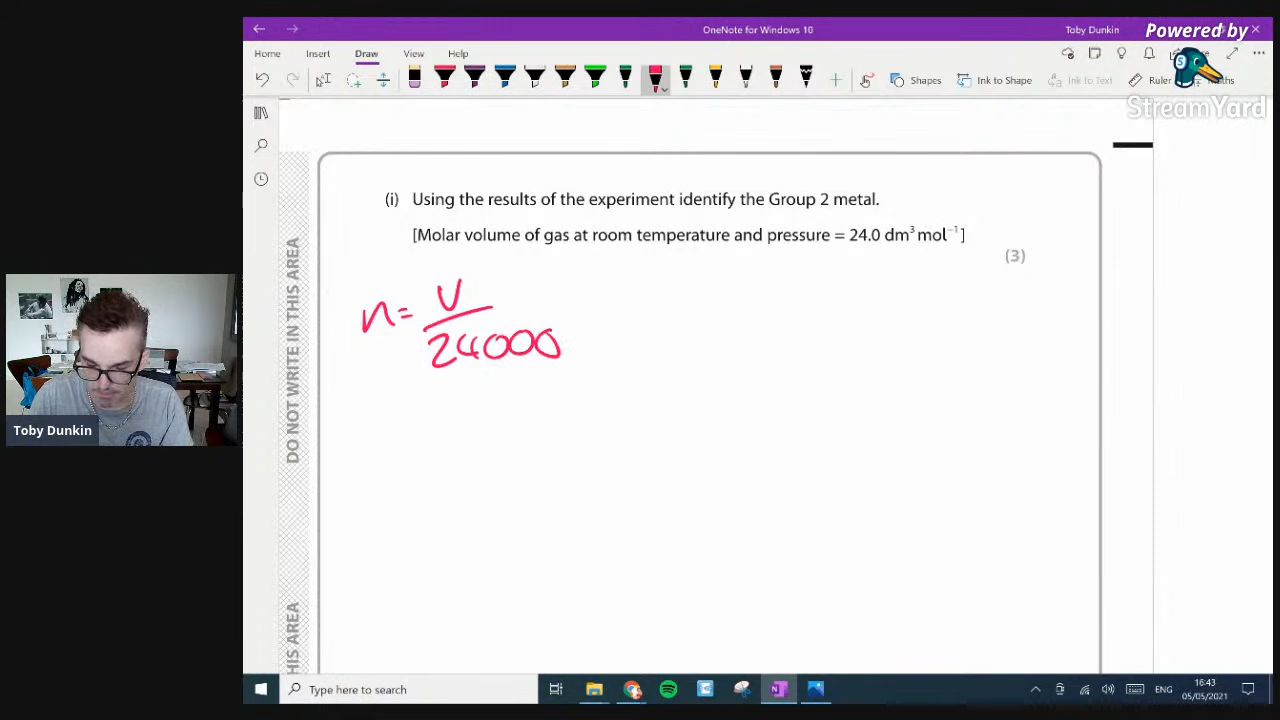 OneNote for Windows 10
Toby Dunkin
Powered by
StreamYard
Home Insert Draw View Help
Shapes Ink to Shape Ink to Text Ruler
(i) Using the results of the experiment identify the Group 2 metal.
[Molar volume of gas at room temperature and pressure = 24.0 dm³ mol⁻¹]
(3)
n = V
24000
DO NOT WRITE IN THIS AREA
HIS AREA
Toby Dunkin
Type here to search
ENG
16:43
05/05/2021